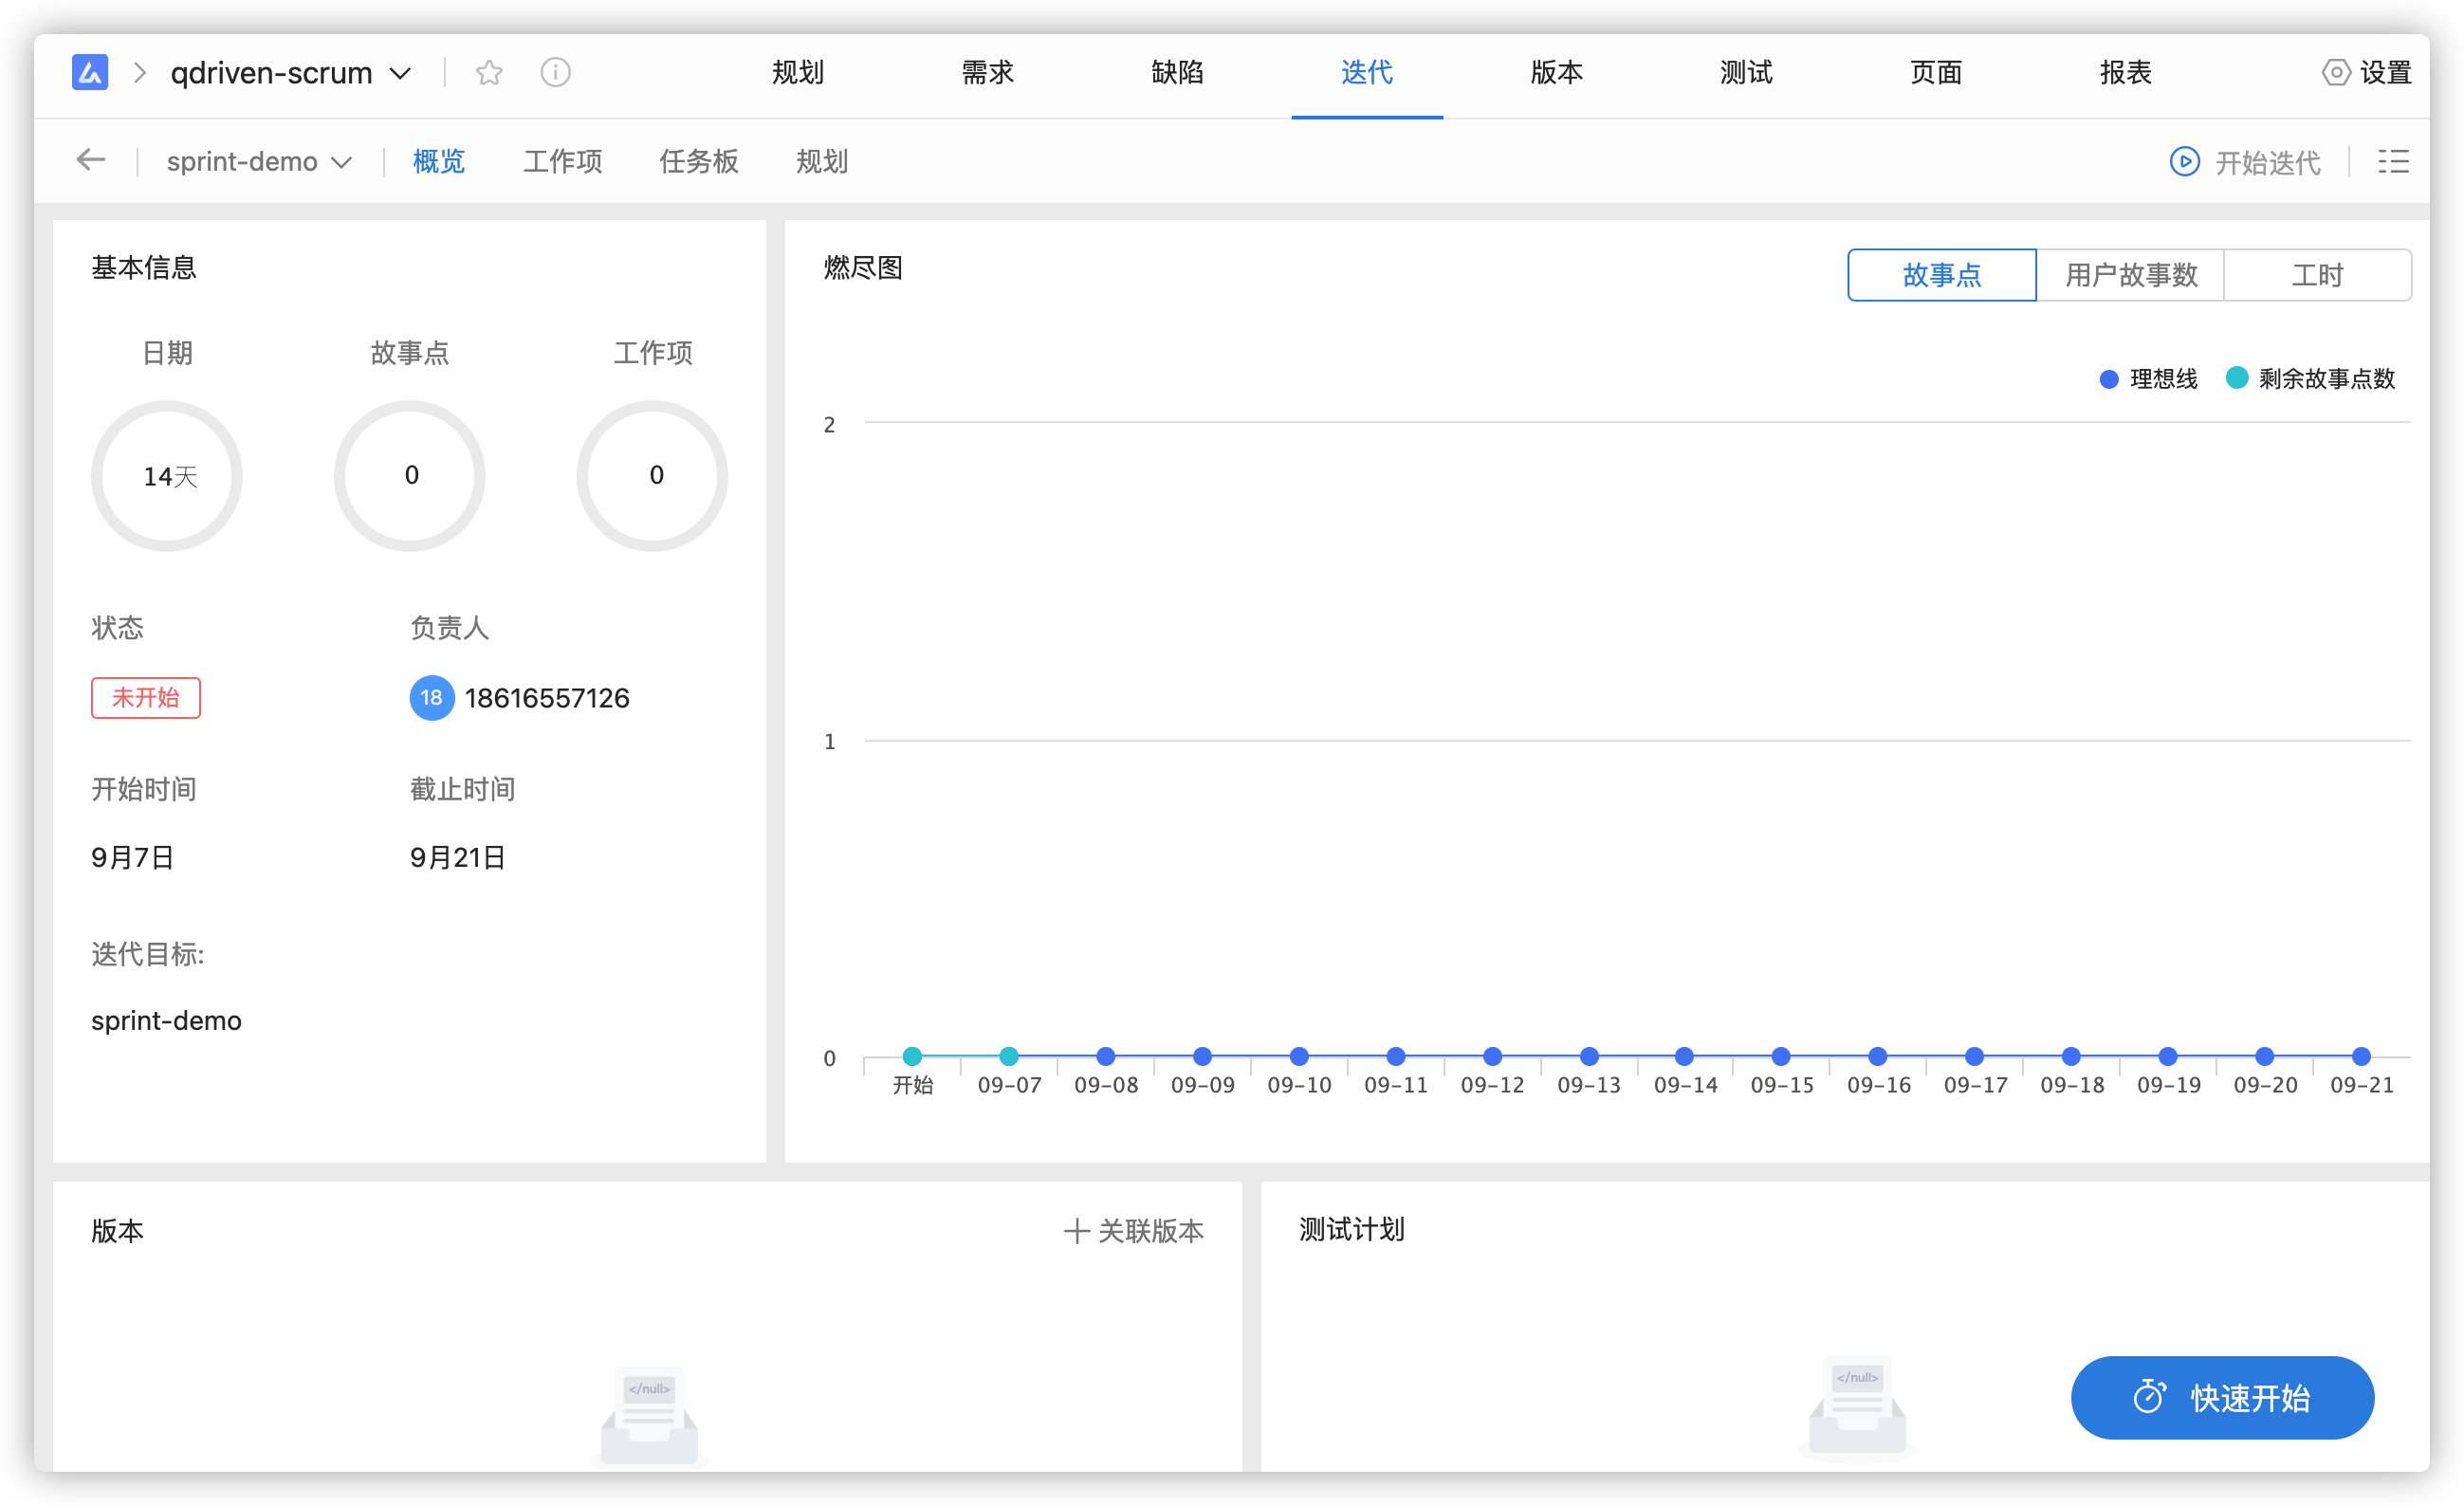 qdriven-scrum 规划 需求 缺陷 迭代 版本 测试 页面 报表 设置
sprint-demo 概览 工作项 任务板 规划 开始迭代
基本信息
日期 故事点 工作项
14天 0 0
状态 负责人
未开始 18 18616557126
开始时间 截止时间
9月7日 9月21日
迭代目标:
sprint-demo
燃尽图 故事点 用户故事数 工时
理想线 剩余故事点数
2
1
0
开始 09-07 09-08 09-09 09-10 09-11 09-12 09-13 09-14 09-15 09-16 09-17 09-18 09-19 09-20 09-21
版本 关联版本
</null>
测试计划
</null>
快速开始